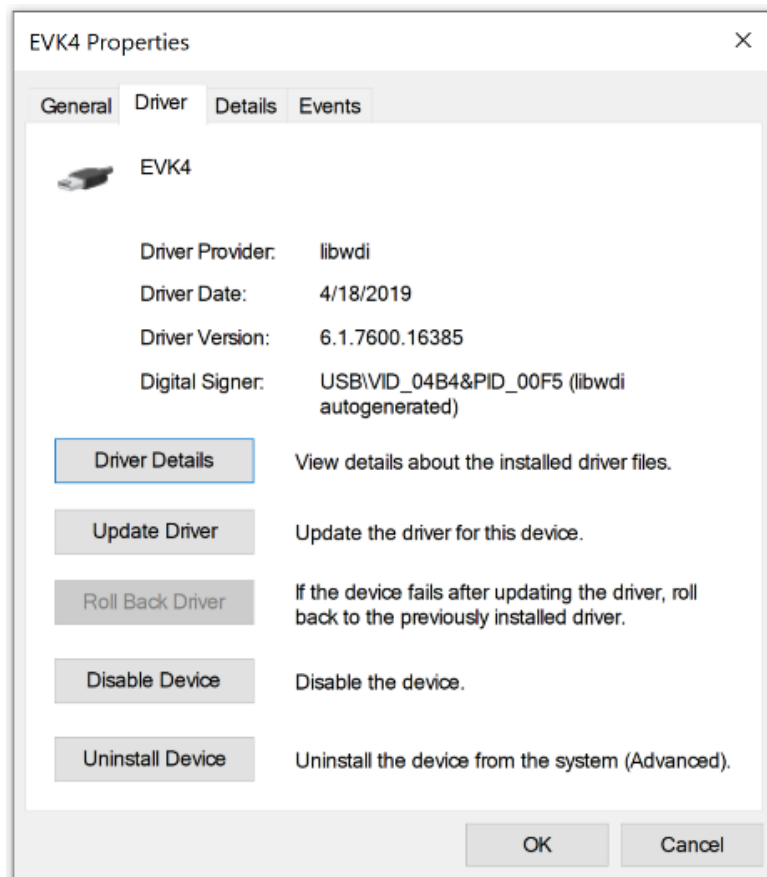 EVK4 Properties
General Driver Details Events
EVK4
Driver Provider: libwdi
Driver Date: 4/18/2019
Driver Version: 6.1.7600.16385
Digital Signer: USB\VID_04B4&PID_00F5 (libwdi
autogenerated)
Driver Details View details about the installed driver files.
Update Driver Update the driver for this device.
Roll Back Driver If the device fails after updating the driver, roll
back to the previously installed driver.
Disable Device Disable the device.
Uninstall Device Uninstall the device from the system (Advanced).
OK Cancel